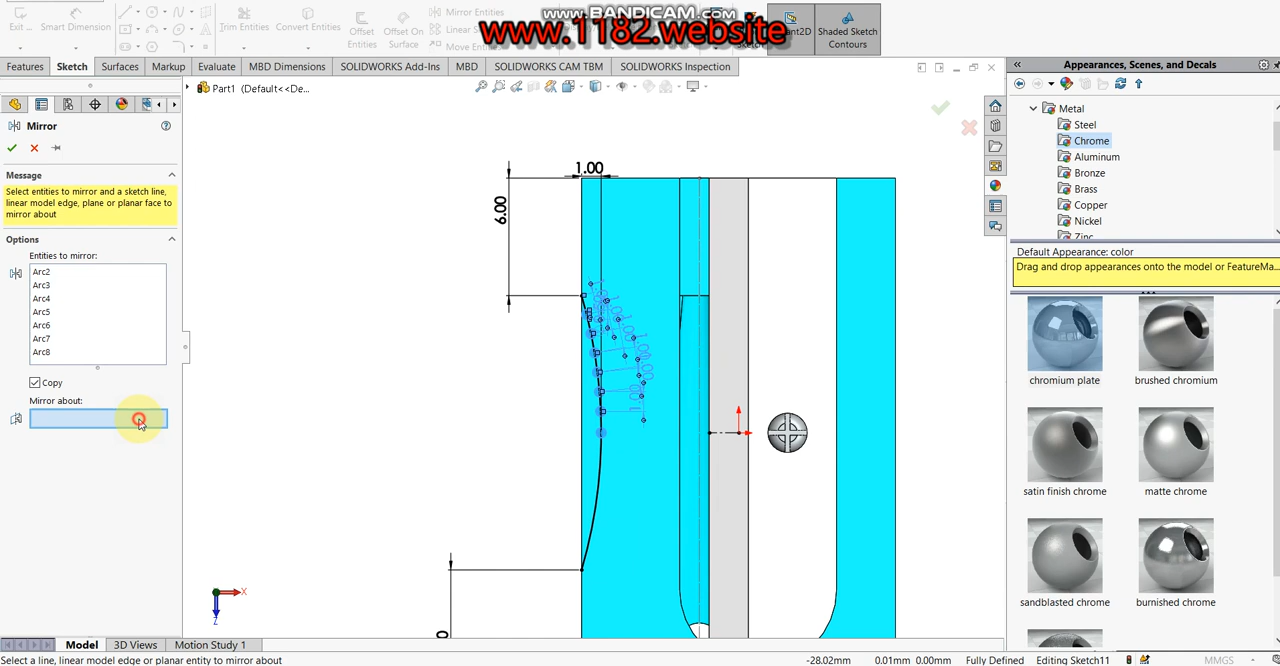 www.BANDICAM.com
www.1182.website
Exit...
Smart Dimension
Trim Entities
Convert Entities
Offset Entities
Offset On Surface
Mirror Entities
Linear Sk
Move Entities
Shaded Sketch Contours
Features
Sketch
Surfaces
Markup
Evaluate
MBD Dimensions
SOLIDWORKS Add-Ins
MBD
SOLIDWORKS CAM TBM
SOLIDWORKS Inspection
Part1 (Default<<De...
Mirror
Message
Select entities to mirror and a sketch line, linear model edge, plane or planar face to mirror about
Options
Entities to mirror:
Arc2
Arc3
Arc4
Arc5
Arc6
Arc7
Arc8
Copy
Mirror about:
1.00
6.00
X
Z
Appearances, Scenes, and Decals
Metal
Steel
Chrome
Aluminum
Bronze
Brass
Copper
Nickel
Zinc
Default Appearance: color
Drag and drop appearances onto the model or FeatureMa...
chromium plate
brushed chromium
satin finish chrome
matte chrome
sandblasted chrome
burnished chrome
Model
3D Views
Motion Study 1
Select a line, linear model edge or planar entity to mirror about
-28.02mm
0.01mm
0.00mm
Fully Defined
Editing Sketch11
MMGS